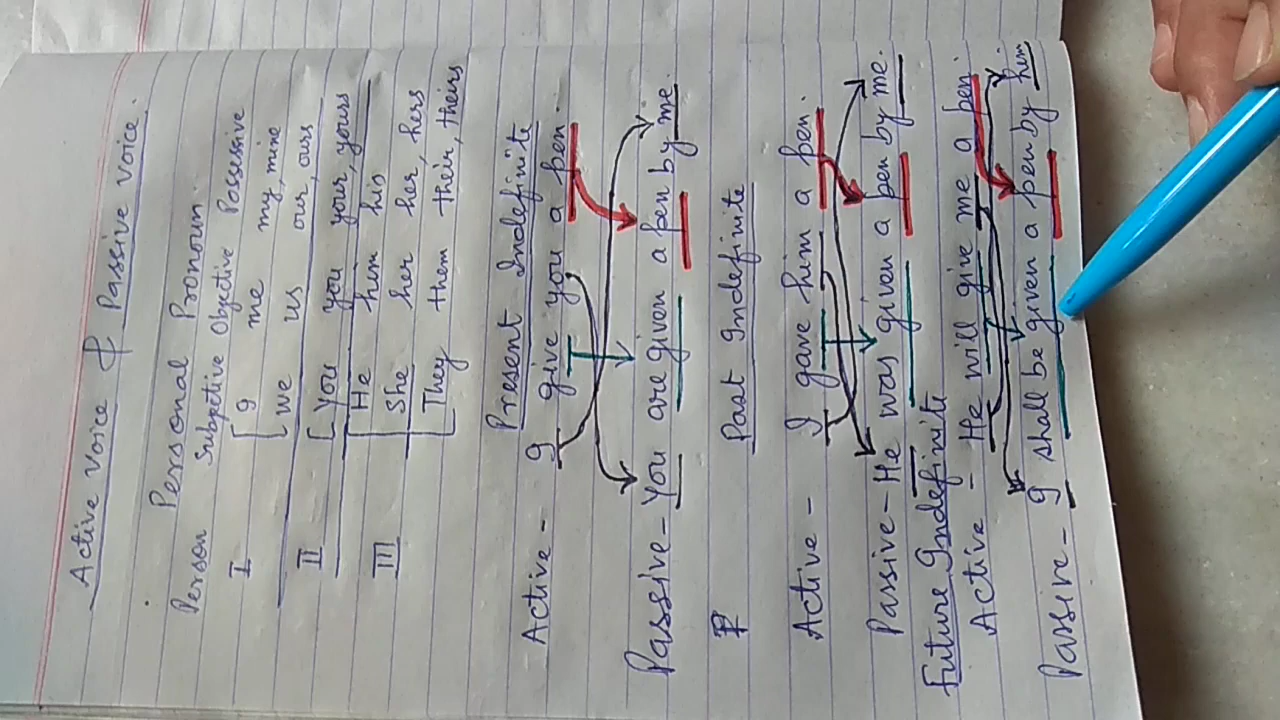 Active Voice & Passive Voice.
Personal Pronoun.
Person Subjective Objective Possessive
I I me my, mine
we us our, ours
II You you your, yours
III He him his
She her her, hers
They them their, theirs
Present Indefinite
Active - I give you a pen.
Passive - You are given a pen by me.
Past Indefinite
Active - I gave him a pen.
Passive - He was given a pen by me.
Future Indefinite
Active - He will give me a pen.
Passive - I shall be given a pen by him